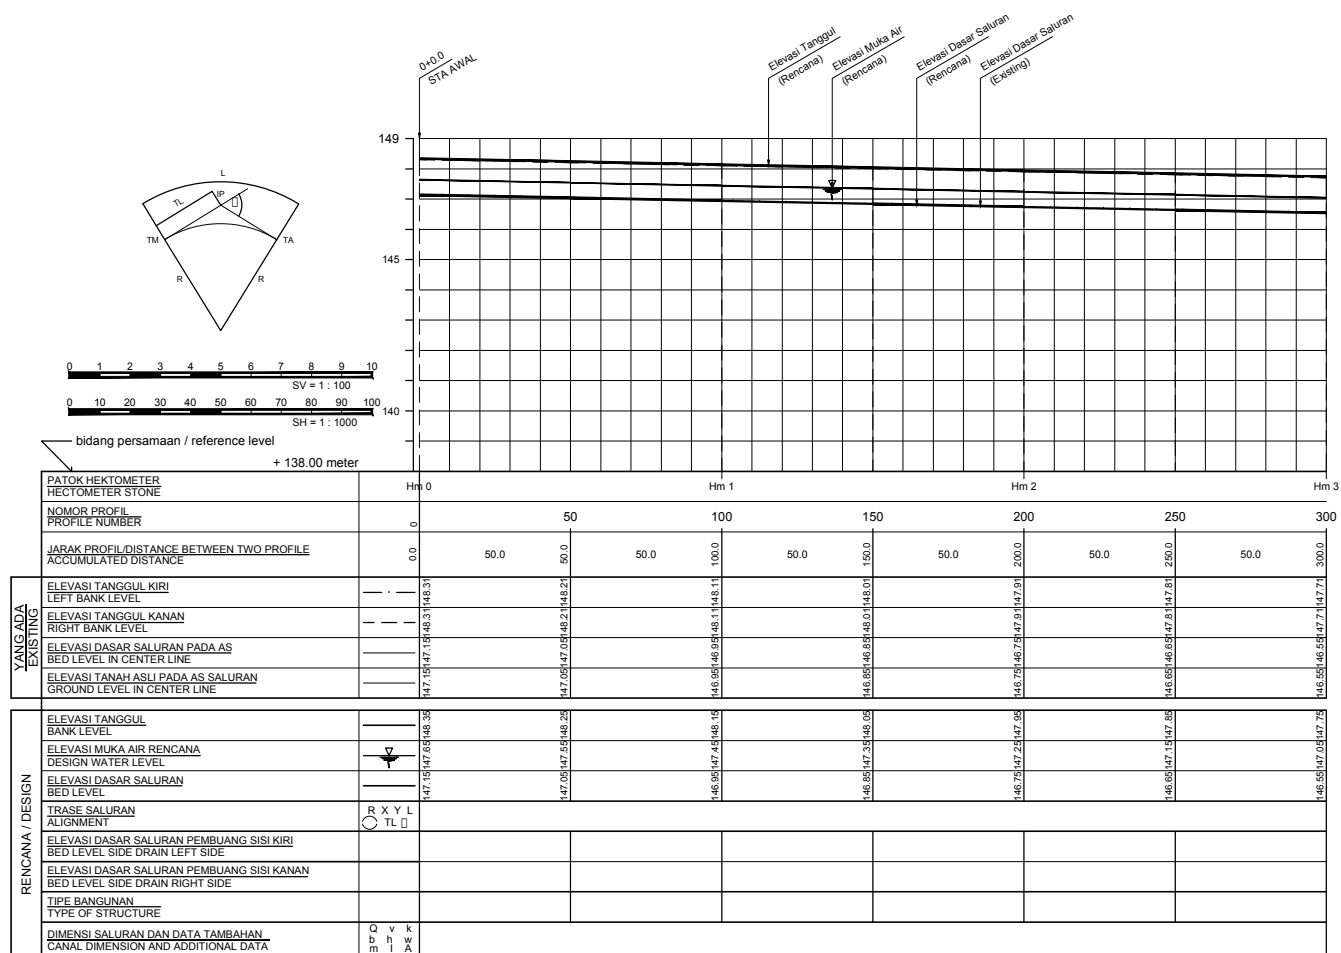 0+0.0
STA AWAL
Elevasi Tanggul
(Rencana)
Elevasi Muka Air
(Rencana)
Elevasi Dasar Saluran
(Rencana)
Elevasi Dasar Saluran
(Existing)
149
145
140
L
IP
TL
TM
TA
R
R
0 1 2 3 4 5 6 7 8 9 10
SV = 1 : 100
0 10 20 30 40 50 60 70 80 90 100
SH = 1 : 1000
bidang persamaan / reference level
+ 138.00 meter
PATOK HEKTOMETER
HECTOMETER STONE
Hm 0 Hm 1 Hm 2 Hm 3
NOMOR PROFIL
PROFILE NUMBER
0 50 100 150 200 250 300
JARAK PROFIL/DISTANCE BETWEEN TWO PROFILE
ACCUMULATED DISTANCE
0.0 50.0 50.0 50.0 100.0 50.0 150.0 50.0 200.0 50.0 250.0 50.0 300.0
YANG ADA
EXISTING
ELEVASI TANGGUL KIRI
LEFT BANK LEVEL
148.31 148.21 148.11 148.01 147.91 147.81 147.71
ELEVASI TANGGUL KANAN
RIGHT BANK LEVEL
148.31 148.21 148.11 148.01 147.91 147.81 147.71
ELEVASI DASAR SALURAN PADA AS
BED LEVEL IN CENTER LINE
147.15 147.05 146.95 146.85 146.75 146.65 146.55
ELEVASI TANAH ASLI PADA AS SALURAN
GROUND LEVEL IN CENTER LINE
147.15 147.05 146.95 146.85 146.75 146.65 146.55
RENCANA / DESIGN
ELEVASI TANGGUL
BANK LEVEL
148.35 148.25 148.15 148.05 147.95 147.85 147.75
ELEVASI MUKA AIR RENCANA
DESIGN WATER LEVEL
147.65 147.55 147.45 147.35 147.25 147.15 147.05
ELEVASI DASAR SALURAN
BED LEVEL
147.15 147.05 146.95 146.85 146.75 146.65 146.55
TRASE SALURAN
ALIGNMENT
R X Y L
TL
ELEVASI DASAR SALURAN PEMBUANG SISI KIRI
BED LEVEL SIDE DRAIN LEFT SIDE
ELEVASI DASAR SALURAN PEMBUANG SISI KANAN
BED LEVEL SIDE DRAIN RIGHT SIDE
TIPE BANGUNAN
TYPE OF STRUCTURE
DIMENSI SALURAN DAN DATA TAMBAHAN
CANAL DIMENSION AND ADDITIONAL DATA
Q v k
b h w
m I A